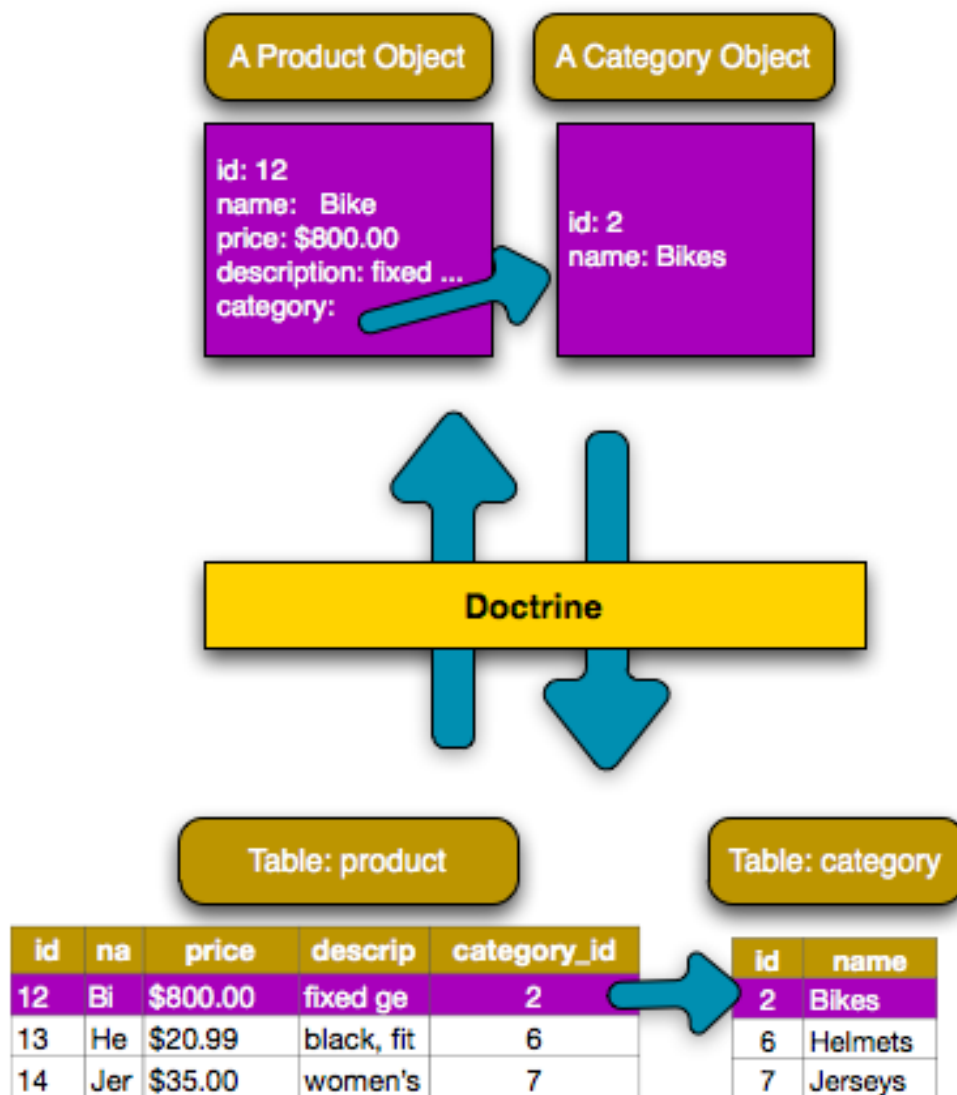 A Product Object
A Category Object
id: 12
name: Bike
price: $800.00
description: fixed ...
category:
id: 2
name: Bikes
Doctrine
Table: product
Table: category
id na price descrip category_id
12 Bi $800.00 fixed ge 2
13 He $20.99 black, fit 6
14 Jer $35.00 women's 7
id name
2 Bikes
6 Helmets
7 Jerseys